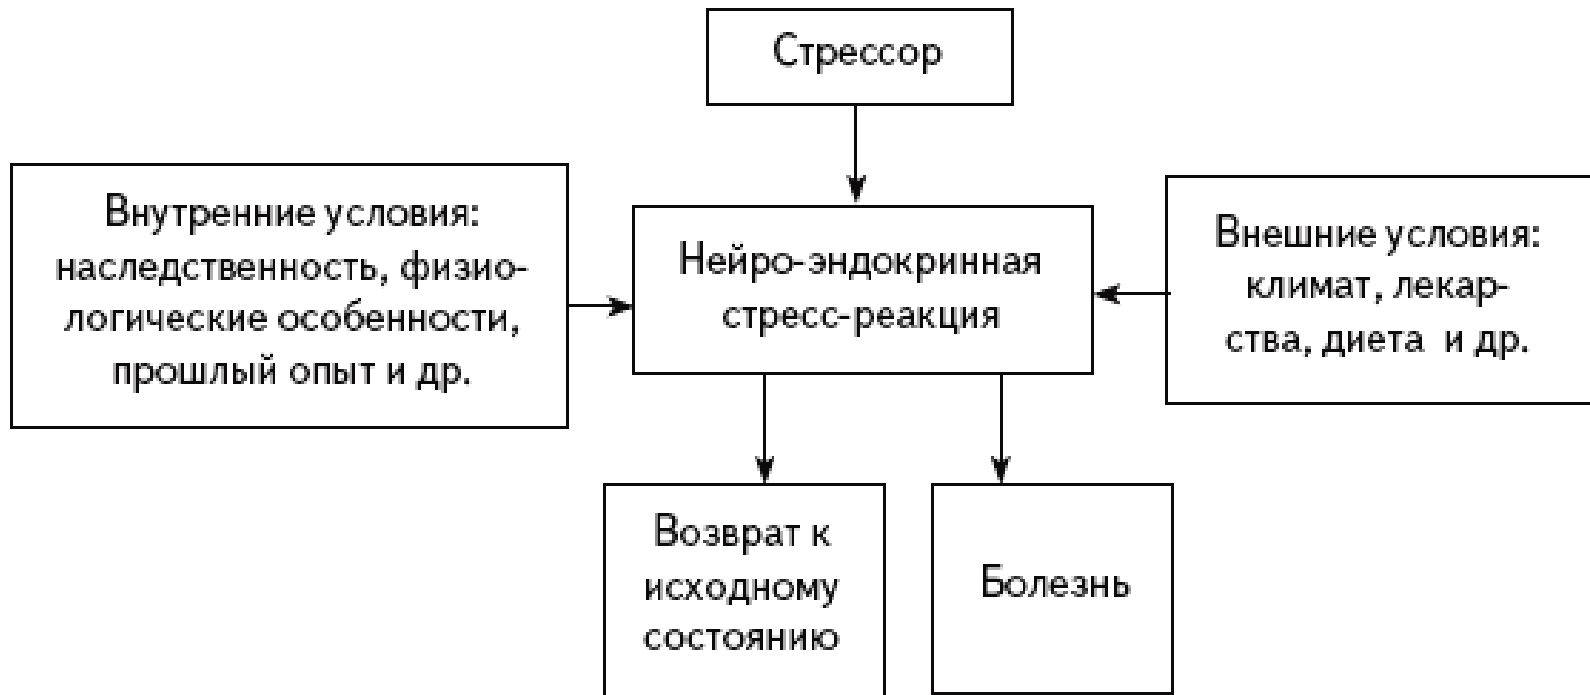 Стрессор
Внутренние условия:
наследственность, физио-
логические особенности,
прошлый опыт и др.
Нейро-эндокринная
стресс-реакция
Внешние условия:
климат, лекар-
ства, диета и др.
Возврат к
исходному
состоянию
Болезнь